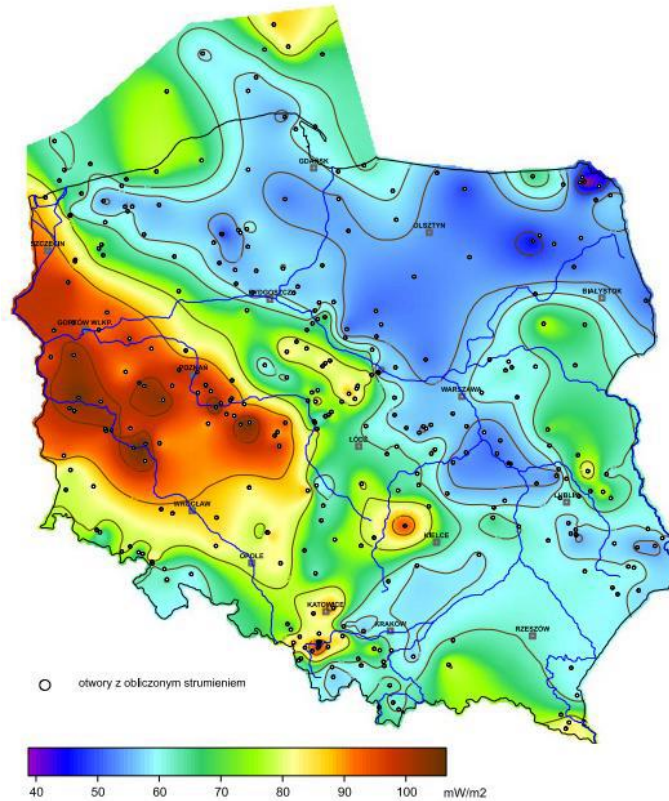 GDAŃSK
OLSZTYN
SZCZECIN
BIAŁYSTOK
BYDGOSZCZ
GORZÓW WLKP.
POZNAŃ
WARSZAWA
ŁÓDŹ
LUBLIN
WROCŁAW
KIELCE
OPOLE
KATOWICE
KRAKÓW
RZESZÓW
otwory z obliczonym strumieniem
40 50 60 70 80 90 100 mW/m2